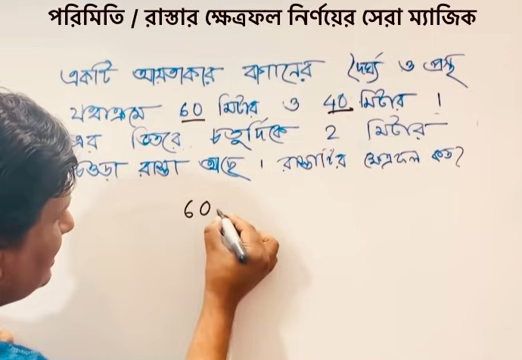 পরিমিতি / রাস্তার ক্ষেত্রফল নির্ণয়ের সেরা ম্যাজিক
একটি আয়তাকার বাগানের দৈর্ঘ্য ও প্রস্থ
যথাক্রমে 60 মিটার ও 40 মিটার ।
এর ভিতরে চতুর্দিকে 2 মিটার
চওড়া রাস্তা আছে । রাস্তাটির ক্ষেত্রফল কত?
60